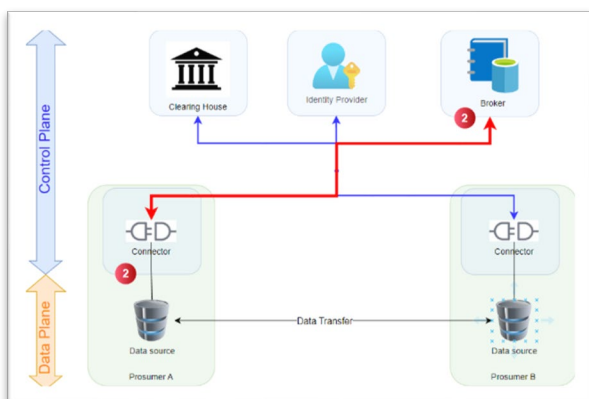 Control Plane
Data Plane
Clearing House
Identity Provider
Broker
2
Connector
Connector
2
Data Transfer
Data source
Data source
Prosumer A
Prosumer B